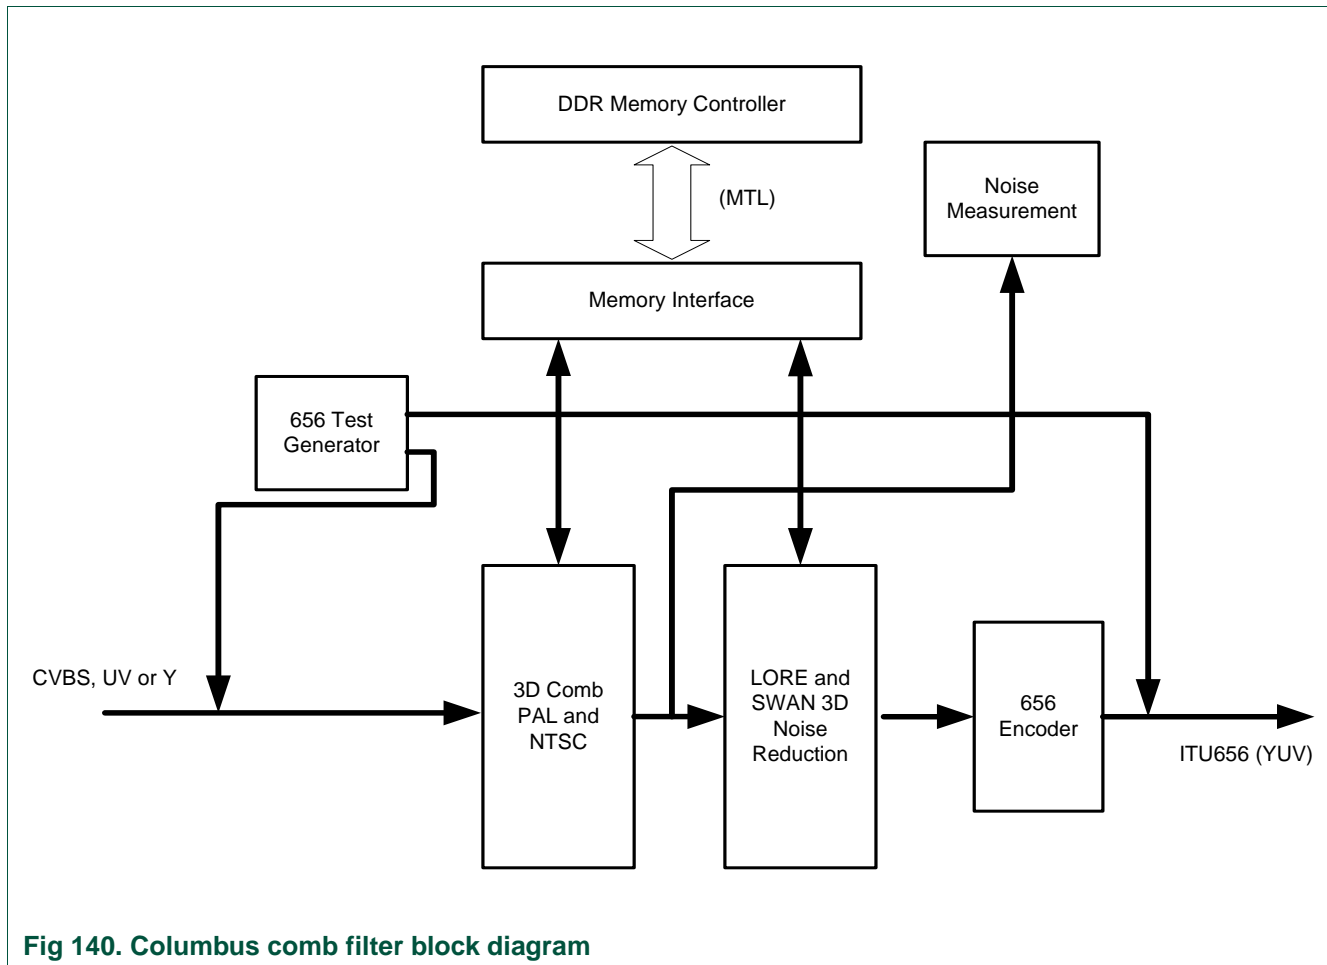 DDR Memory Controller
(MTL)
Noise
Measurement
Memory Interface
656 Test
Generator
CVBS, UV or Y
3D Comb
PAL and
NTSC
LORE and
SWAN 3D
Noise
Reduction
656
Encoder
ITU656 (YUV)
Fig 140. Columbus comb filter block diagram